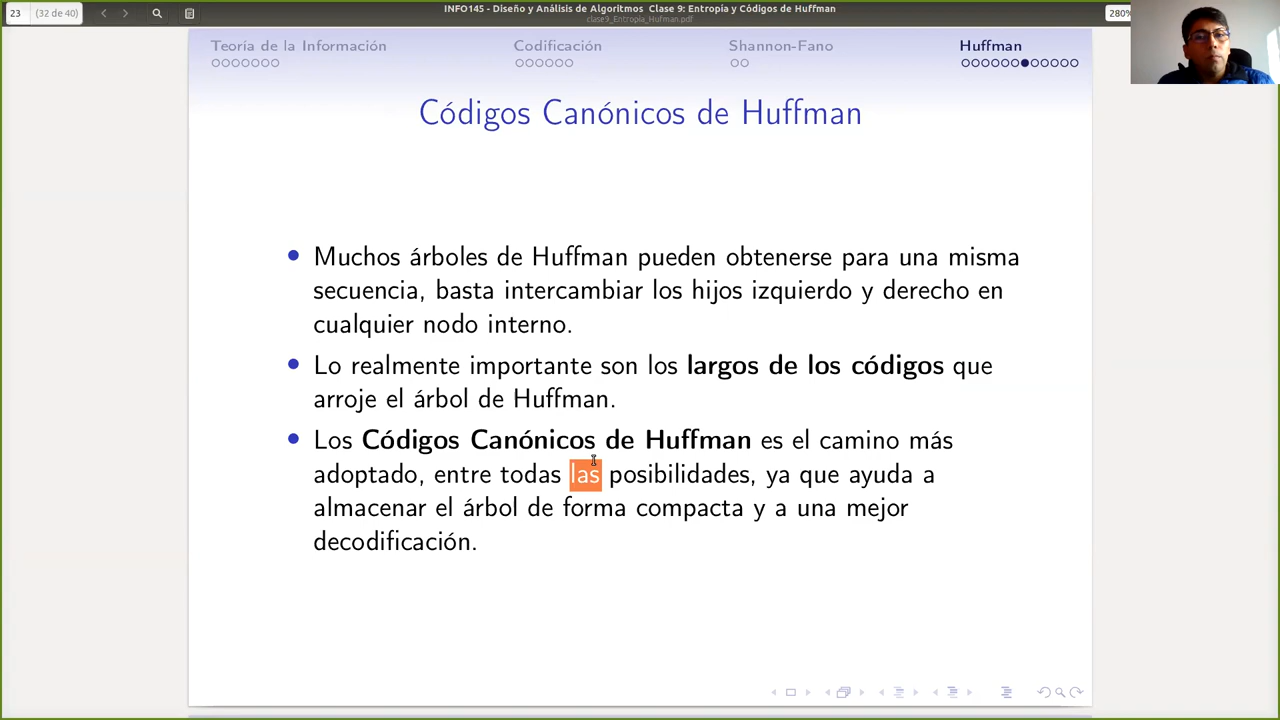 23 (32 de 40)
INFO145 - Diseño y Análisis de Algoritmos Clase 9: Entropía y Códigos de Huffman
clase9_Entropia_Hufman.pdf
280%
Teoría de la Información Codificación Shannon-Fano Huffman
Códigos Canónicos de Huffman
Muchos árboles de Huffman pueden obtenerse para una misma
secuencia, basta intercambiar los hijos izquierdo y derecho en
cualquier nodo interno.
Lo realmente importante son los largos de los códigos que
arroje el árbol de Huffman.
Los Códigos Canónicos de Huffman es el camino más
adoptado, entre todas las posibilidades, ya que ayuda a
almacenar el árbol de forma compacta y a una mejor
decodificación.